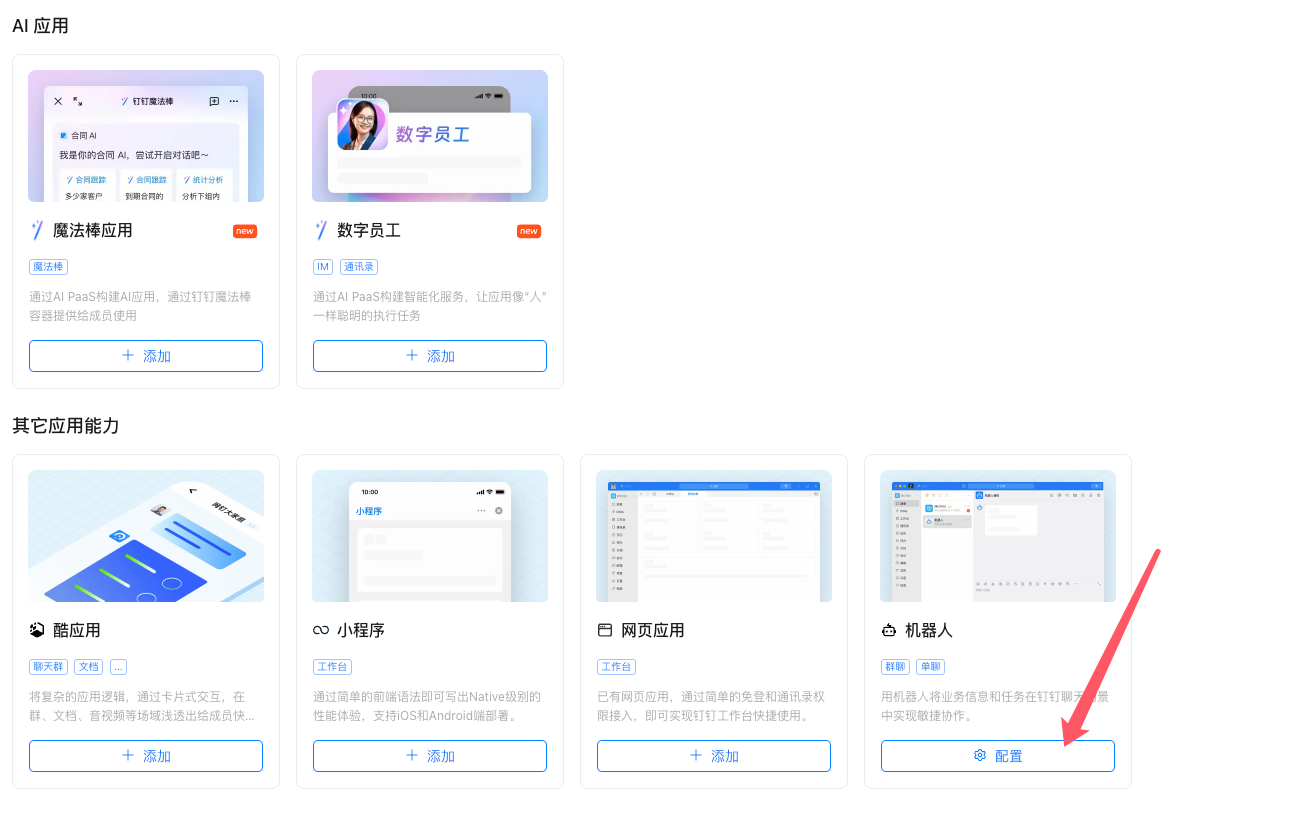 AI 应用
钉钉魔法棒
合同 AI
我是你的合同 AI，尝试开启对话吧～
合同跟踪
合同跟踪
统计分析
多少家客户
到期合同的
分析下组内
10:00
数字员工
魔法棒应用
new
数字员工
new
魔法棒
IM
通讯录
通过AI PaaS构建AI应用，通过钉钉魔法棒
容器提供给成员使用
通过AI PaaS构建智能化服务，让应用像“人”
一样聪明的执行任务
添加
添加
其它应用能力
10:00
小程序
酷应用
小程序
网页应用
机器人
聊天群
文档
...
工作台
工作台
群聊
单聊
将复杂的应用逻辑，通过卡片式交互，在
群、文档、音视频等场域浅透出给成员快...
通过简单的前端语法即可写出Native级别的
性能体验，支持iOS和Android端部署。
已有网页应用，通过简单的免登和通讯录权
限接入，即可实现钉钉工作台快捷使用。
用机器人将业务信息和任务在钉钉聊天 景
中实现敏捷协作。
添加
添加
添加
配置